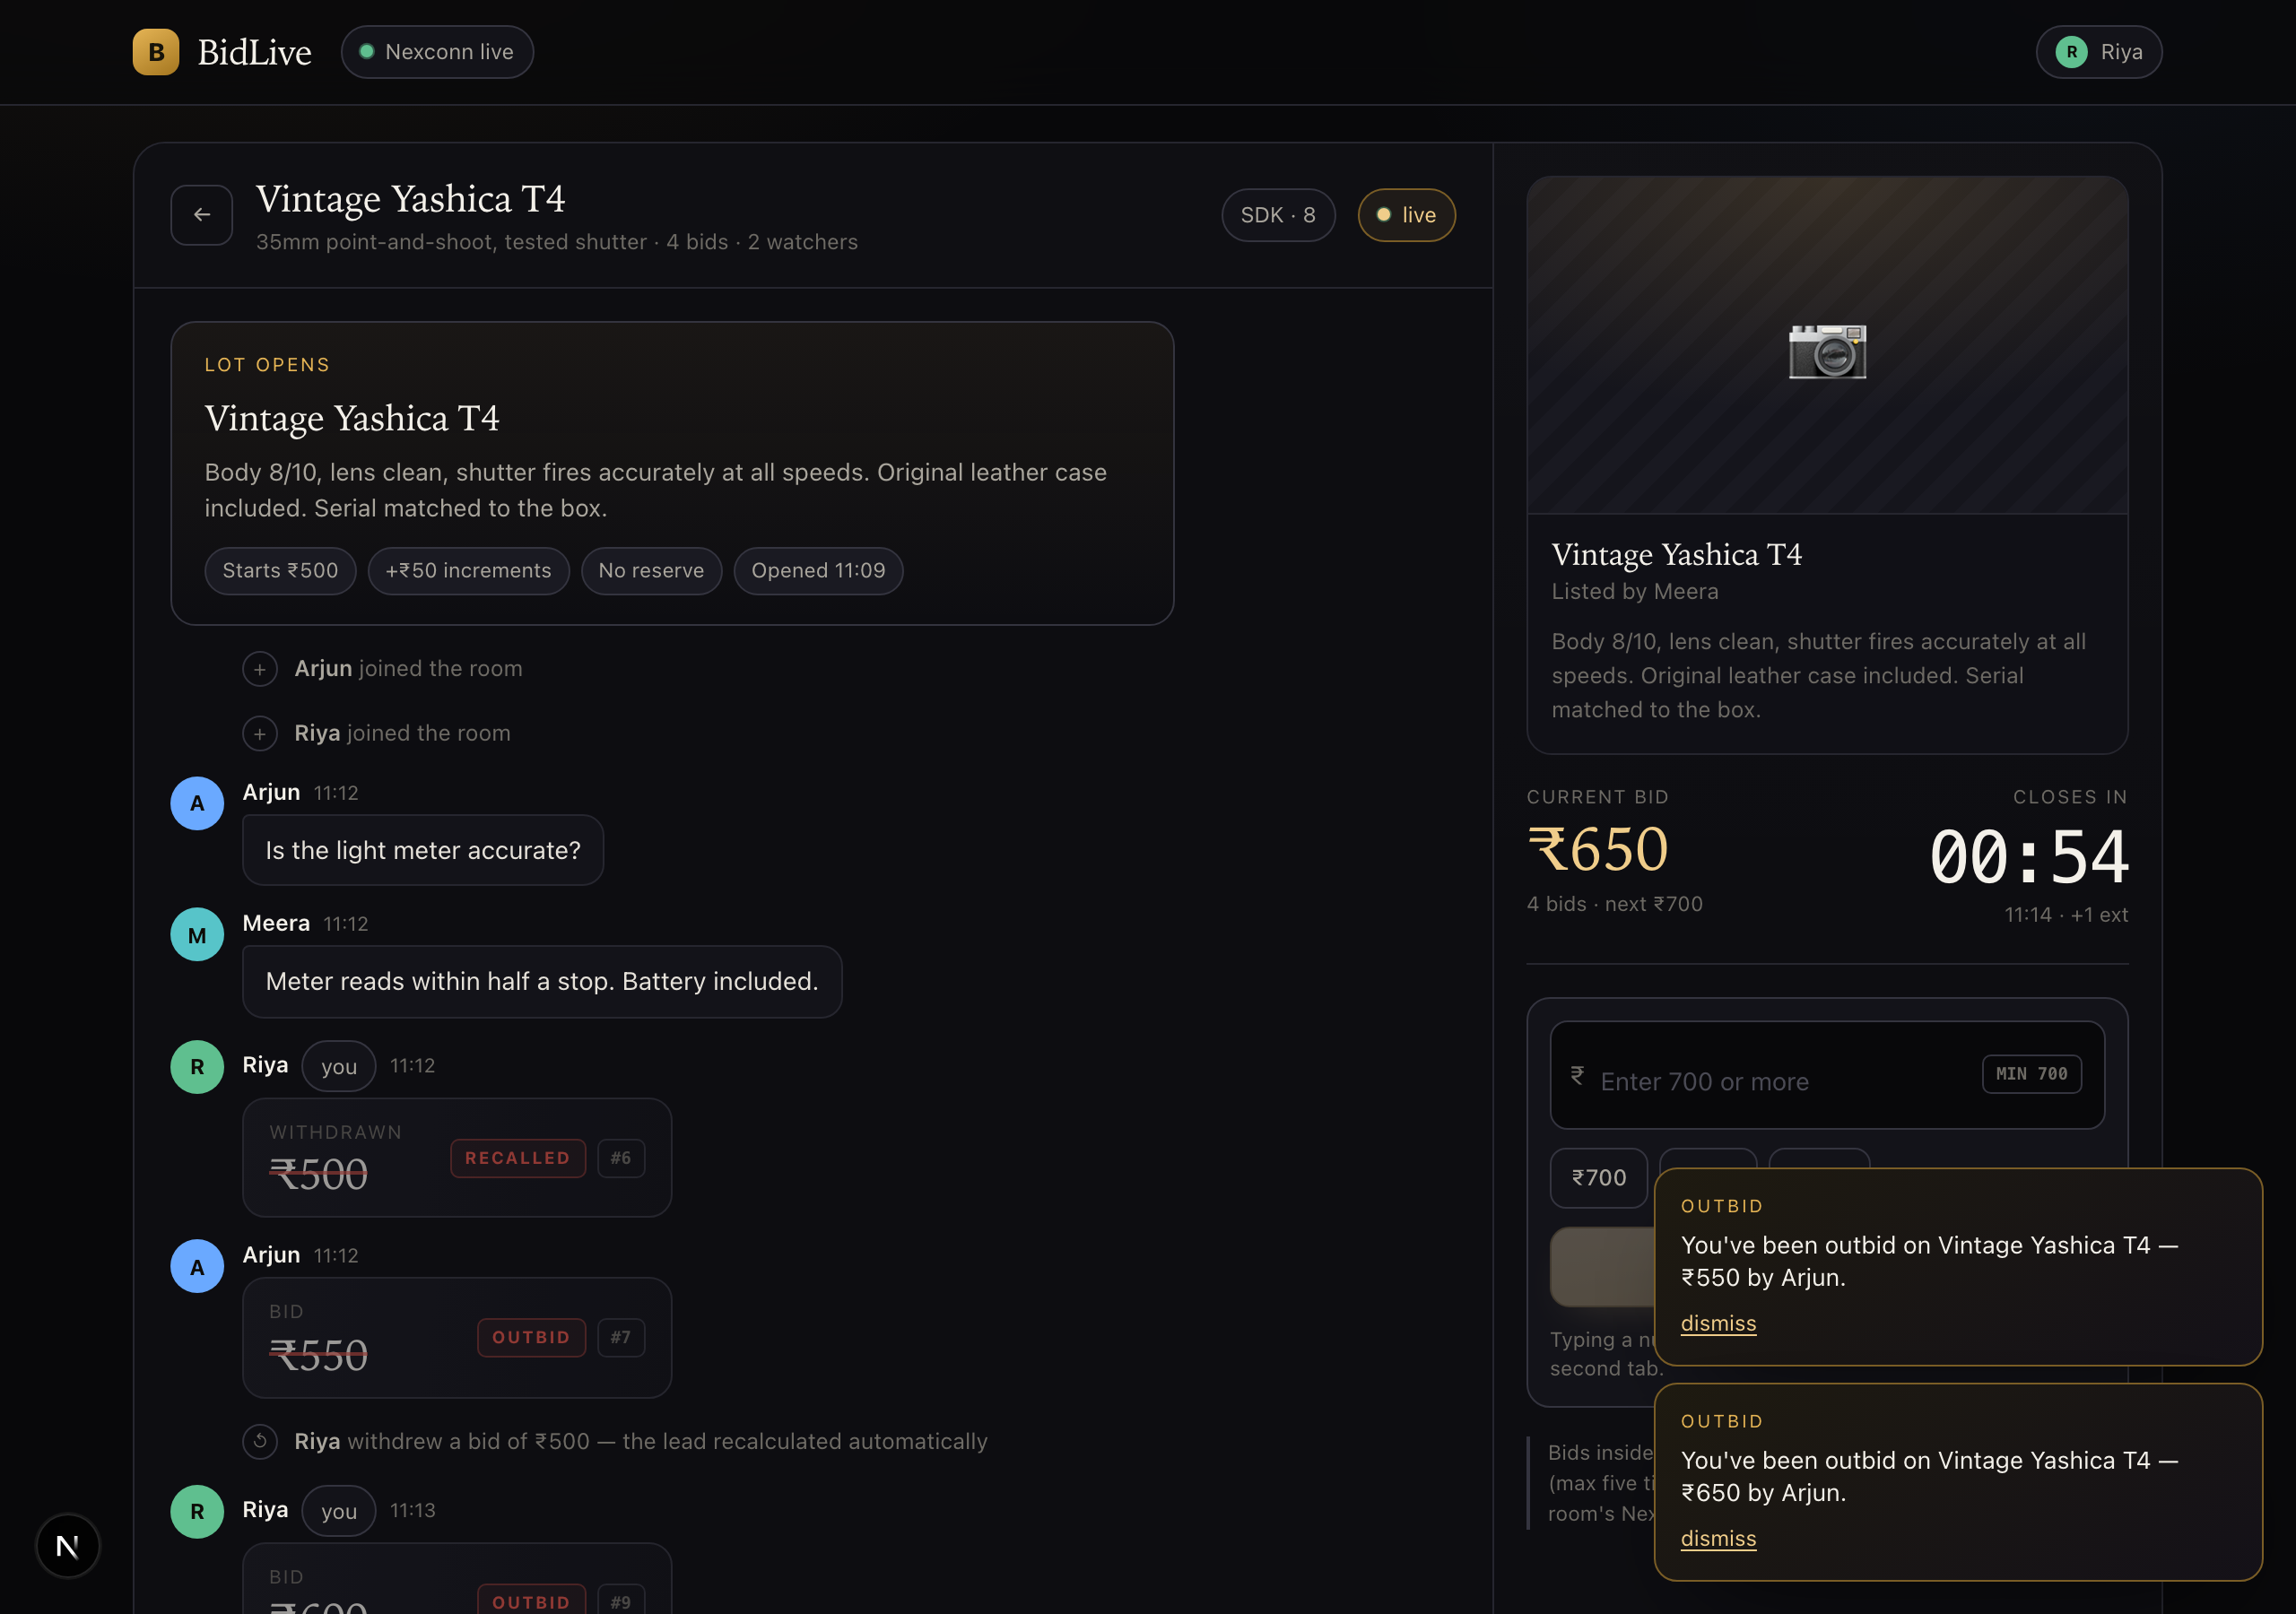 B BidLive Nexconn live
R Riya
Vintage Yashica T4
35mm point-and-shoot, tested shutter · 4 bids · 2 watchers
SDK · 8 live
LOT OPENS
Vintage Yashica T4
Body 8/10, lens clean, shutter fires accurately at all speeds. Original leather case
included. Serial matched to the box.
Starts ₹500 +₹50 increments No reserve Opened 11:09
Arjun joined the room
Riya joined the room
A Arjun 11:12
Is the light meter accurate?
M Meera 11:12
Meter reads within half a stop. Battery included.
R Riya you 11:12
WITHDRAWN
₹500 RECALLED #6
A Arjun 11:12
BID
₹550 OUTBID #7
Riya withdrew a bid of ₹500 — the lead recalculated automatically
R Riya you 11:13
BID
₹600 OUTBID #9
N
Vintage Yashica T4
Listed by Meera
Body 8/10, lens clean, shutter fires accurately at all
speeds. Original leather case included. Serial
matched to the box.
CURRENT BID
₹650
4 bids · next ₹700
CLOSES IN
00:54
11:14 · +1 ext
₹ Enter 700 or more MIN 700
₹700
Typing a
second tab.
Bids inside
(max five
room's
OUTBID
You've been outbid on Vintage Yashica T4 —
₹550 by Arjun.
dismiss
OUTBID
You've been outbid on Vintage Yashica T4 —
₹650 by Arjun.
dismiss